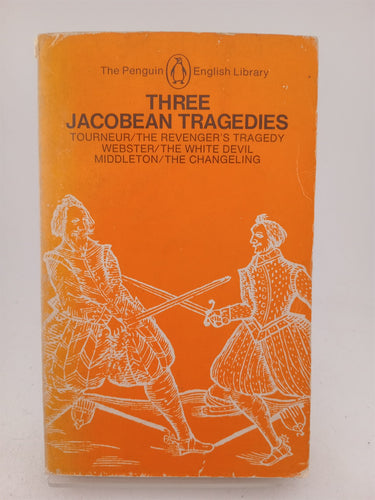 The Penguin English Library
THREE
JACOBEAN TRAGEDIES
TOURNEUR/THE REVENGER'S TRAGEDY
WEBSTER/THE WHITE DEVIL
MIDDLETON/THE CHANGELING